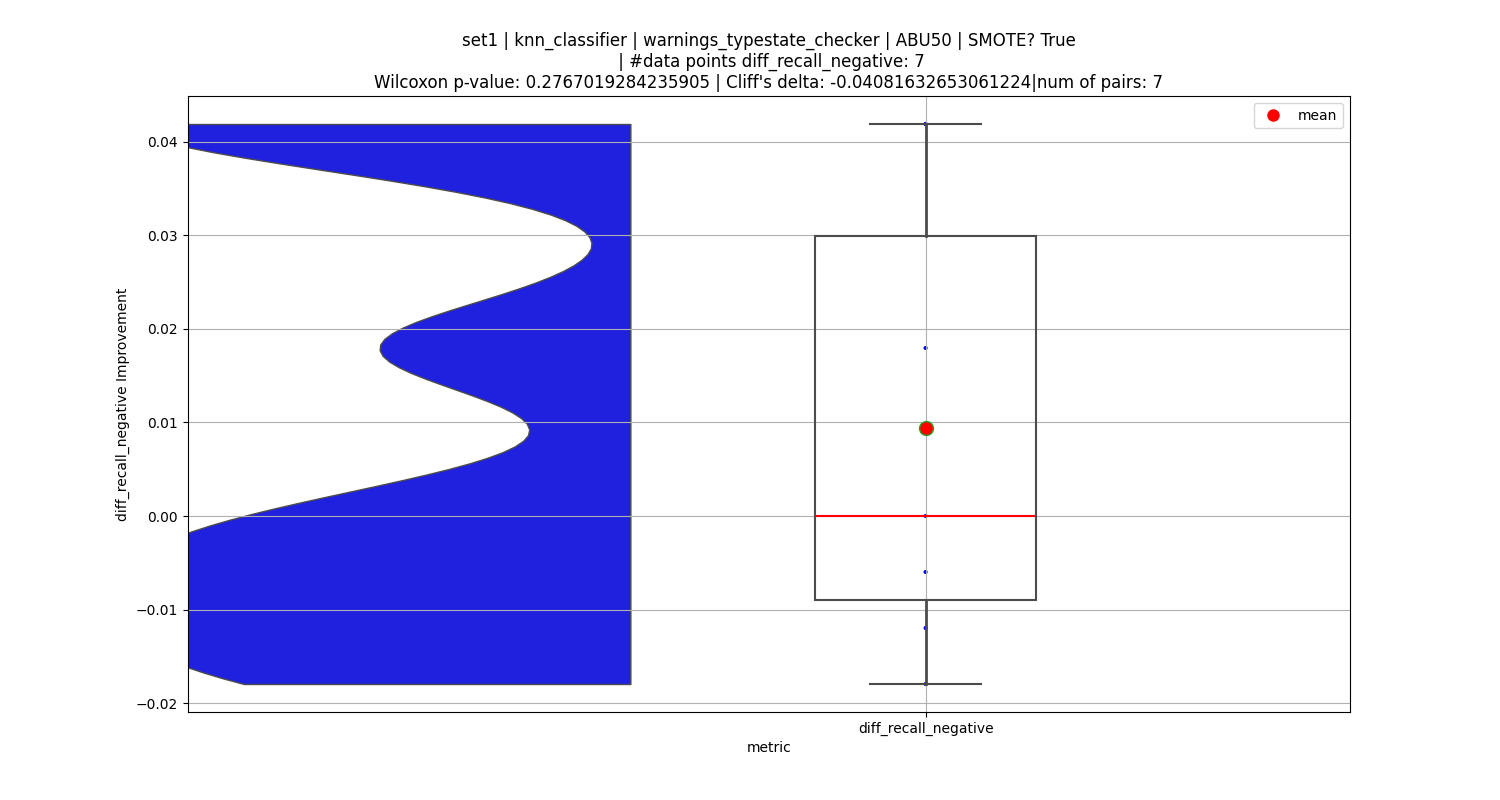 set1 | knn_classifier | warnings_typestate_checker | ABU50 | SMOTE? True
| #data points diff_recall_negative: 7
Wilcoxon p-value: 0.2767019284235905 | Cliff's delta: -0.04081632653061224|num of pairs: 7
mean
0.04
0.03
0.02
0.01
0.00
−0.01
−0.02
diff_recall_negative Improvement
diff_recall_negative
metric